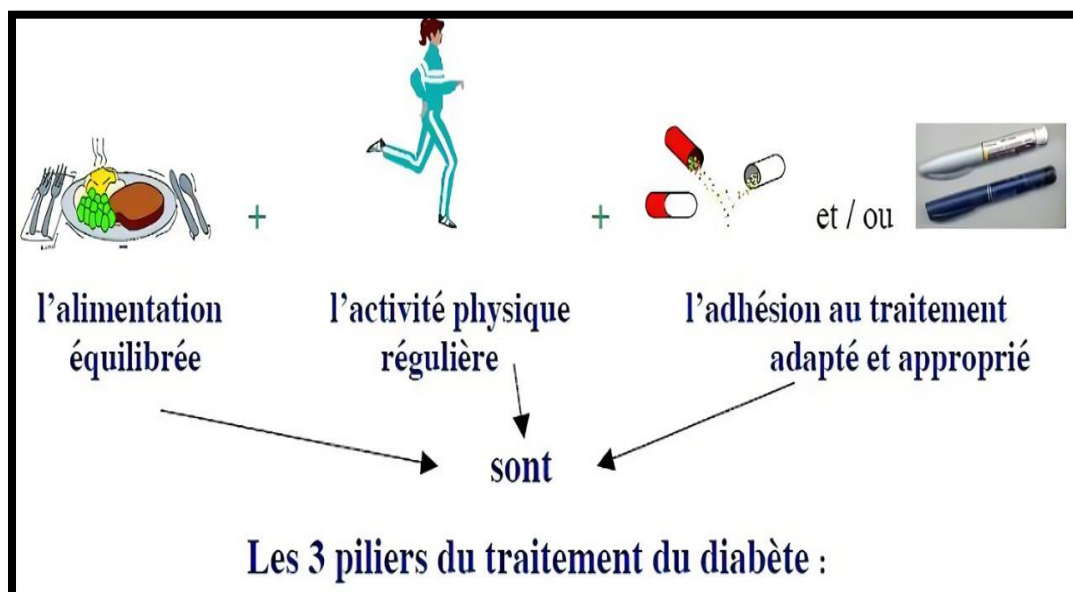 +
+
et / ou
l'alimentation
équilibrée
l'activité physique
régulière
l'adhésion au traitement
adapté et approprié
sont
Les 3 piliers du traitement du diabète :